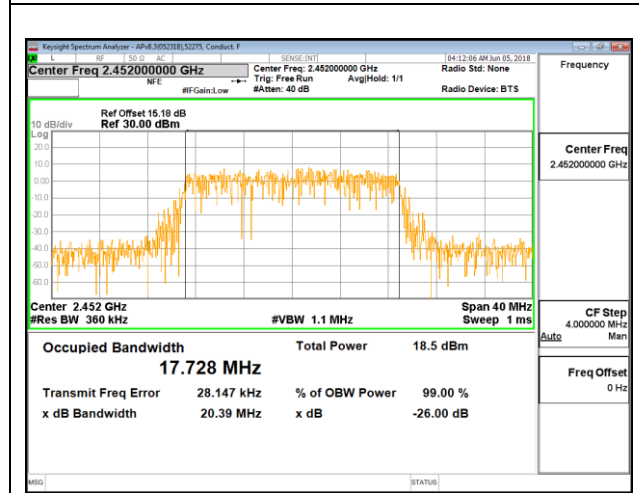 Keysight Spectrum Analyzer - APv8.3(052318),52275, Conduct. F
L RF 50 Ω AC SENSE:INT 04:12:06 AM Jun 05, 2018
Center Freq 2.452000000 GHz Center Freq: 2.452000000 GHz Radio Std: None Frequency
NFE Trig: Free Run Avg|Hold: 1/1
#IFGain:Low #Atten: 40 dB Radio Device: BTS
Ref Offset 15.18 dB
10 dB/div Ref 30.00 dBm
Log
20.0
10.0
0.00
-10.0
-20.0
-30.0
-40.0
-50.0
-60.0
Center Freq
2.452000000 GHz
Center 2.452 GHz Span 40 MHz
#Res BW 360 kHz #VBW 1.1 MHz Sweep 1 ms
CF Step
4.000000 MHz
Auto Man
Occupied Bandwidth Total Power 18.5 dBm
17.728 MHz
Transmit Freq Error 28.147 kHz % of OBW Power 99.00 %
x dB Bandwidth 20.39 MHz x dB -26.00 dB
Freq Offset
0 Hz
MSG STATUS